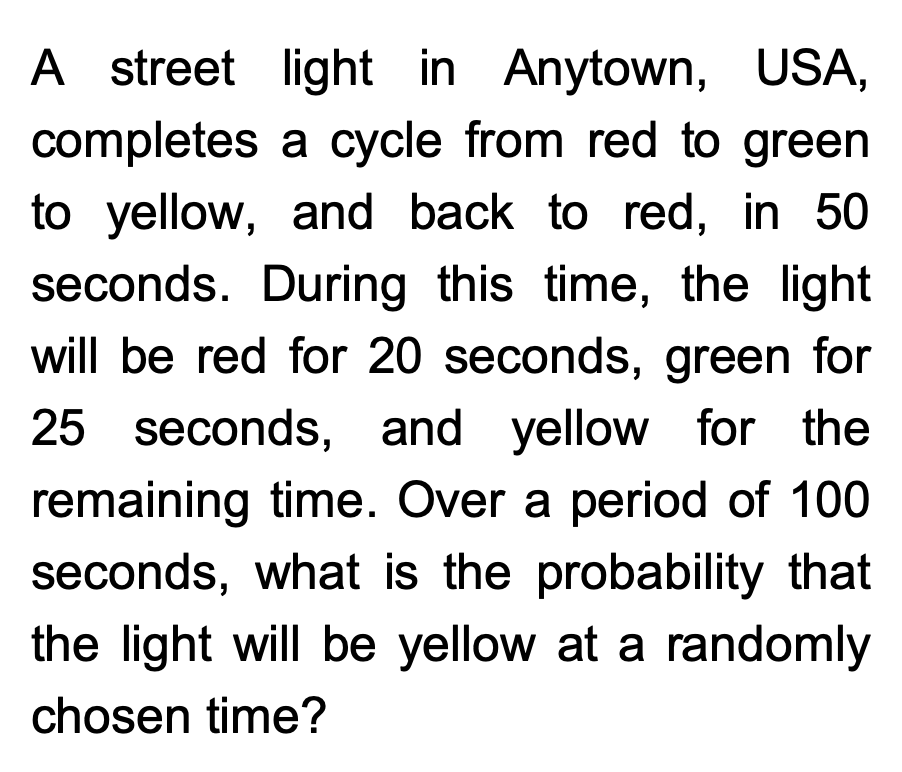 A street light in Anytown, USA,
completes a cycle from red to green
to yellow, and back to red, in 50
seconds. During this time, the light
will be red for 20 seconds, green for
25 seconds, and yellow for the
remaining time. Over a period of 100
seconds, what is the probability that
the light will be yellow at a randomly
chosen time?